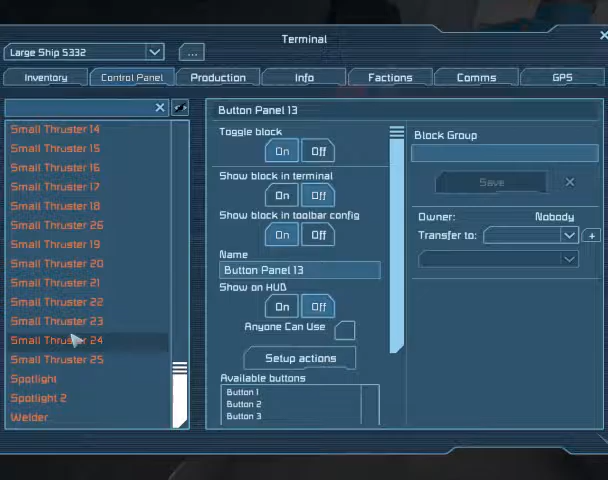 Terminal
Large Ship 5332
...
Inventory
Control Panel
Production
Info
Factions
Comms
GPS
Small Thruster 14
Small Thruster 15
Small Thruster 16
Small Thruster 17
Small Thruster 18
Small Thruster 26
Small Thruster 19
Small Thruster 20
Small Thruster 21
Small Thruster 22
Small Thruster 23
Small Thruster 24
Small Thruster 25
Spotlight
Spotlight 2
Welder
Button Panel 13
Toggle block
On Off
Show block in terminal
On Off
Show block in toolbar config
On Off
Name
Button Panel 13
Show on HUD
On Off
Anyone Can Use
Setup actions
Available buttons
Button 1
Button 2
Button 3
Block Group
Save
Owner: Nobody
Transfer to: